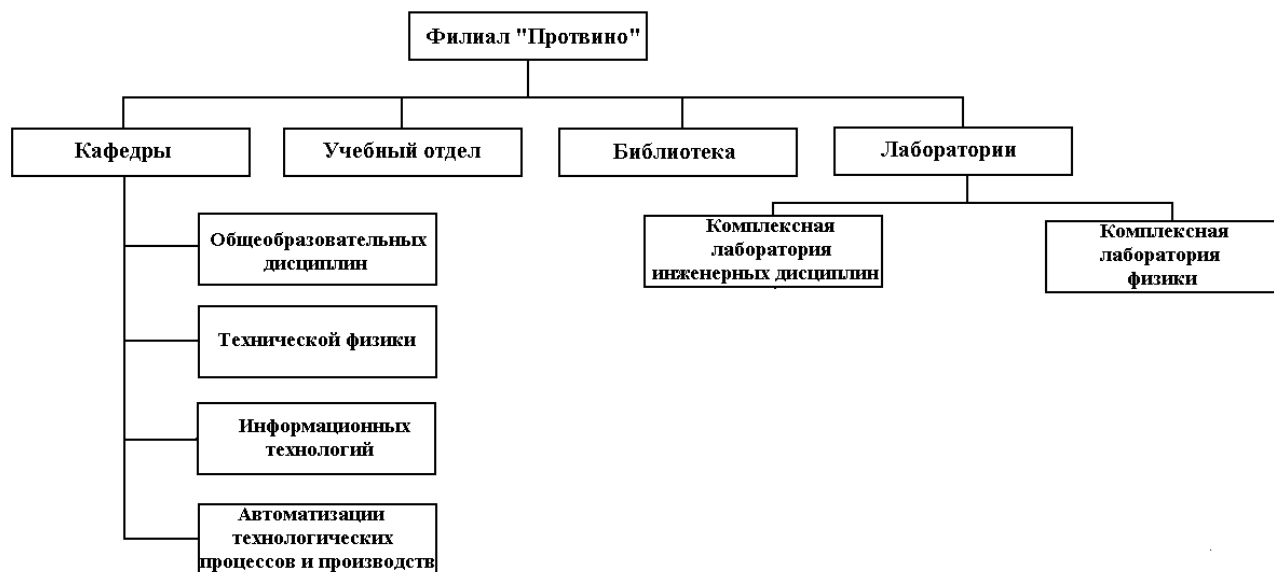 Филиал "Протвино"
Кафедры
Учебный отдел
Библиотека
Лаборатории
Общеобразовательных
дисциплин
Технической физики
Информационных
технологий
Автоматизации
технологических
процессов и производств
Комплексная
лаборатория
инженерных дисциплин
Комплексная
лаборатория
физики